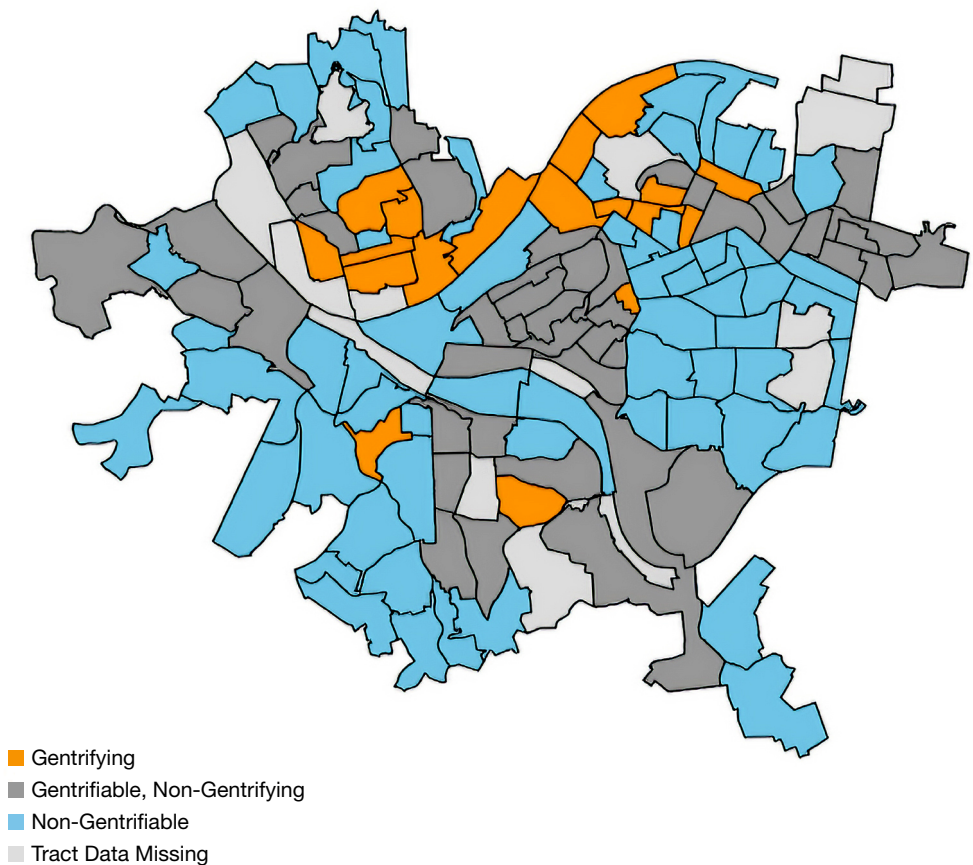 Gentrifying
Gentrifiable, Non-Gentrifying
Non-Gentrifiable
Tract Data Missing